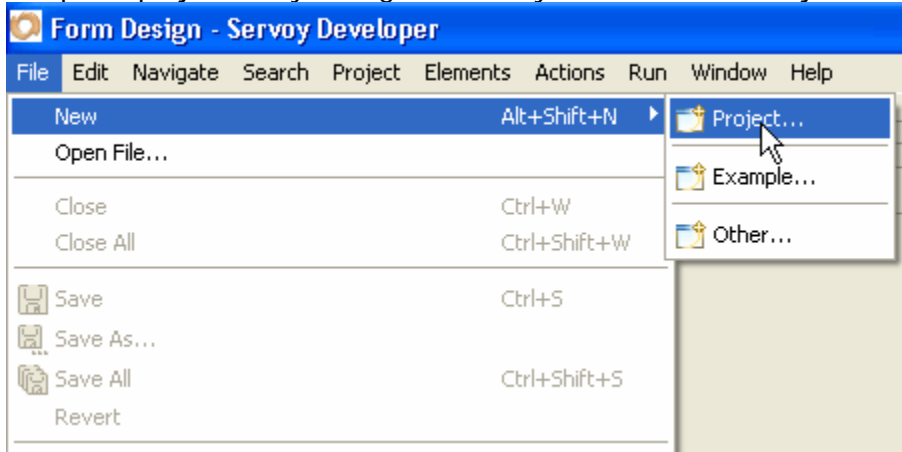 Form Design - Servoy Developer
File Edit Navigate Search Project Elements Actions Run Window Help
New Alt+Shift+N
Project...
Open File...
Example...
Close Ctrl+W
Close All Ctrl+Shift+W
Other...
Save Ctrl+S
Save As...
Save All Ctrl+Shift+S
Revert